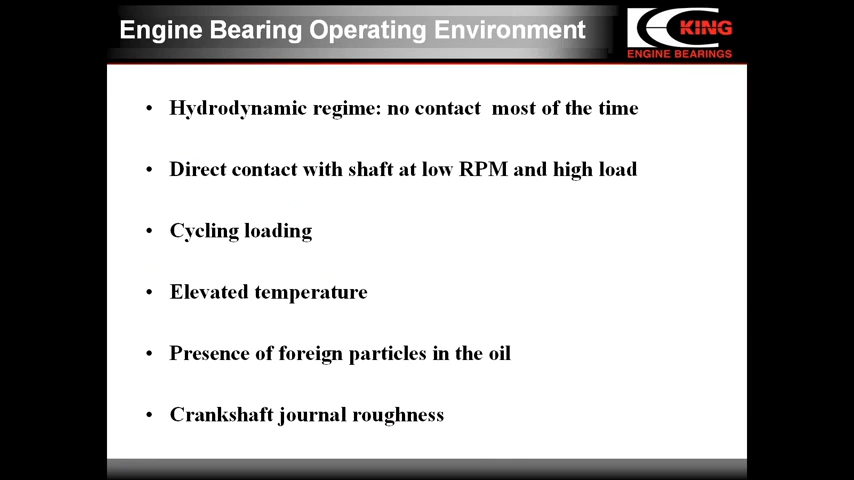 Engine Bearing Operating Environment
KING
ENGINE BEARINGS
• Hydrodynamic regime: no contact  most of the time
• Direct contact with shaft at low RPM and high load
• Cycling loading
• Elevated temperature
• Presence of foreign particles in the oil
• Crankshaft journal roughness